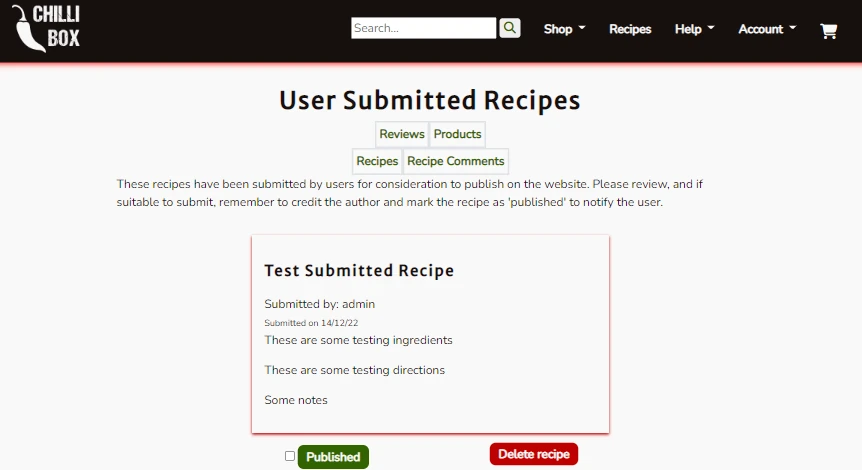 CHILLI
BOX
Search...
Shop
Recipes
Help
Account
User Submitted Recipes
Reviews Products
Recipes Recipe Comments
These recipes have been submitted by users for consideration to publish on the website. Please review, and if
suitable to submit, remember to credit the author and mark the recipe as 'published' to notify the user.
Test Submitted Recipe
Submitted by: admin
Submitted on 14/12/22
These are some testing ingredients
These are some testing directions
Some notes
Published
Delete recipe